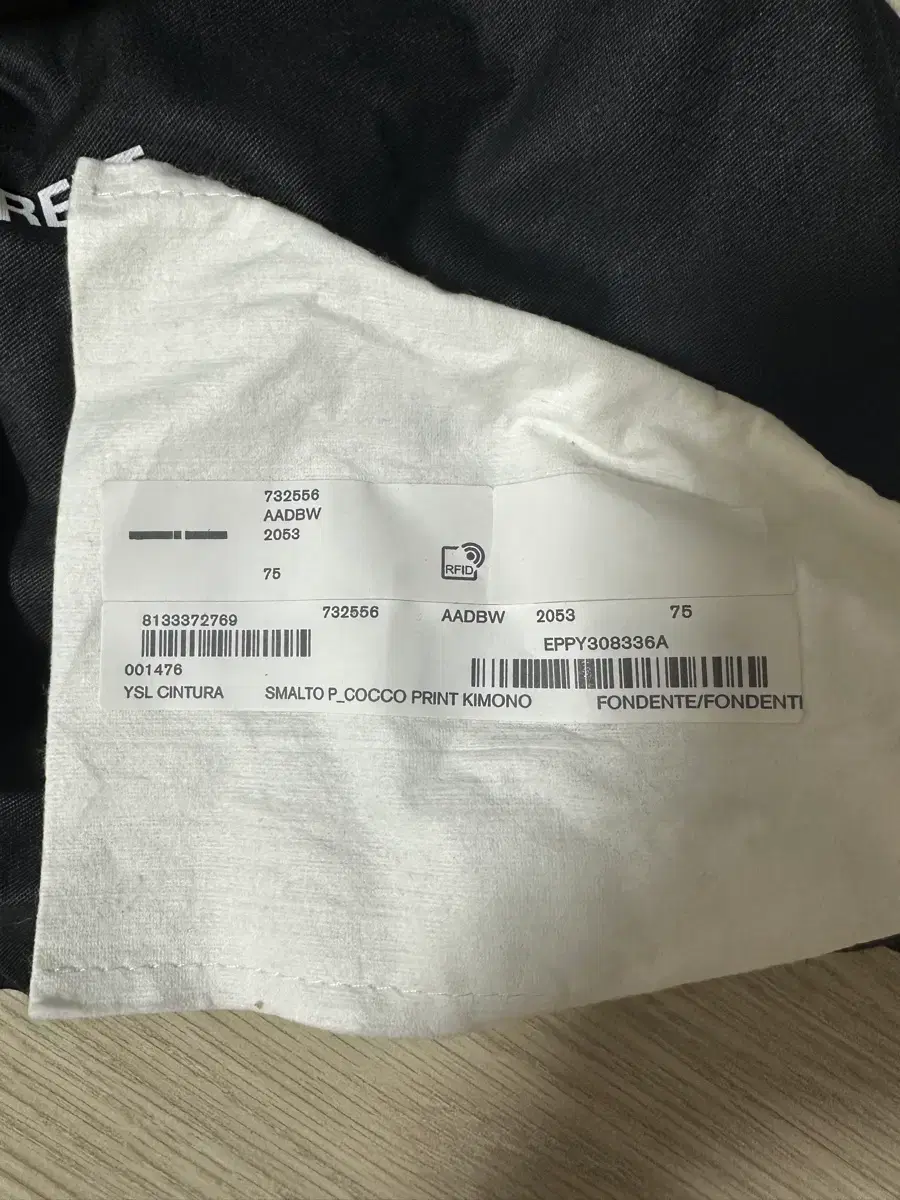 RE
732556
AADBW
2053
75
RFID
8133372769 732556 AADBW 2053 75
EPPY308336A
001476
YSL CINTURA SMALTO P_COCCO PRINT KIMONO FONDENTE/FONDENTI